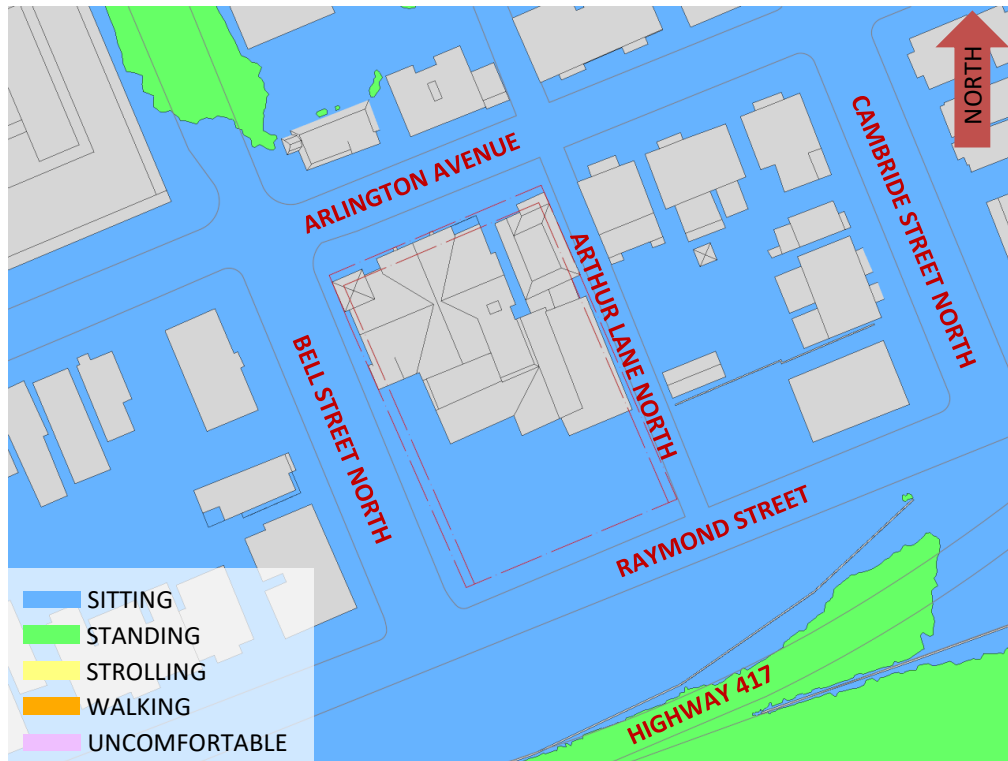 NORTH
CAMBRIDE STREET NORTH
ARLINGTON AVENUE
ARTHUR LANE NORTH
BELL STREET NORTH
RAYMOND STREET
HIGHWAY 417
SITTING
STANDING
STROLLING
WALKING
UNCOMFORTABLE